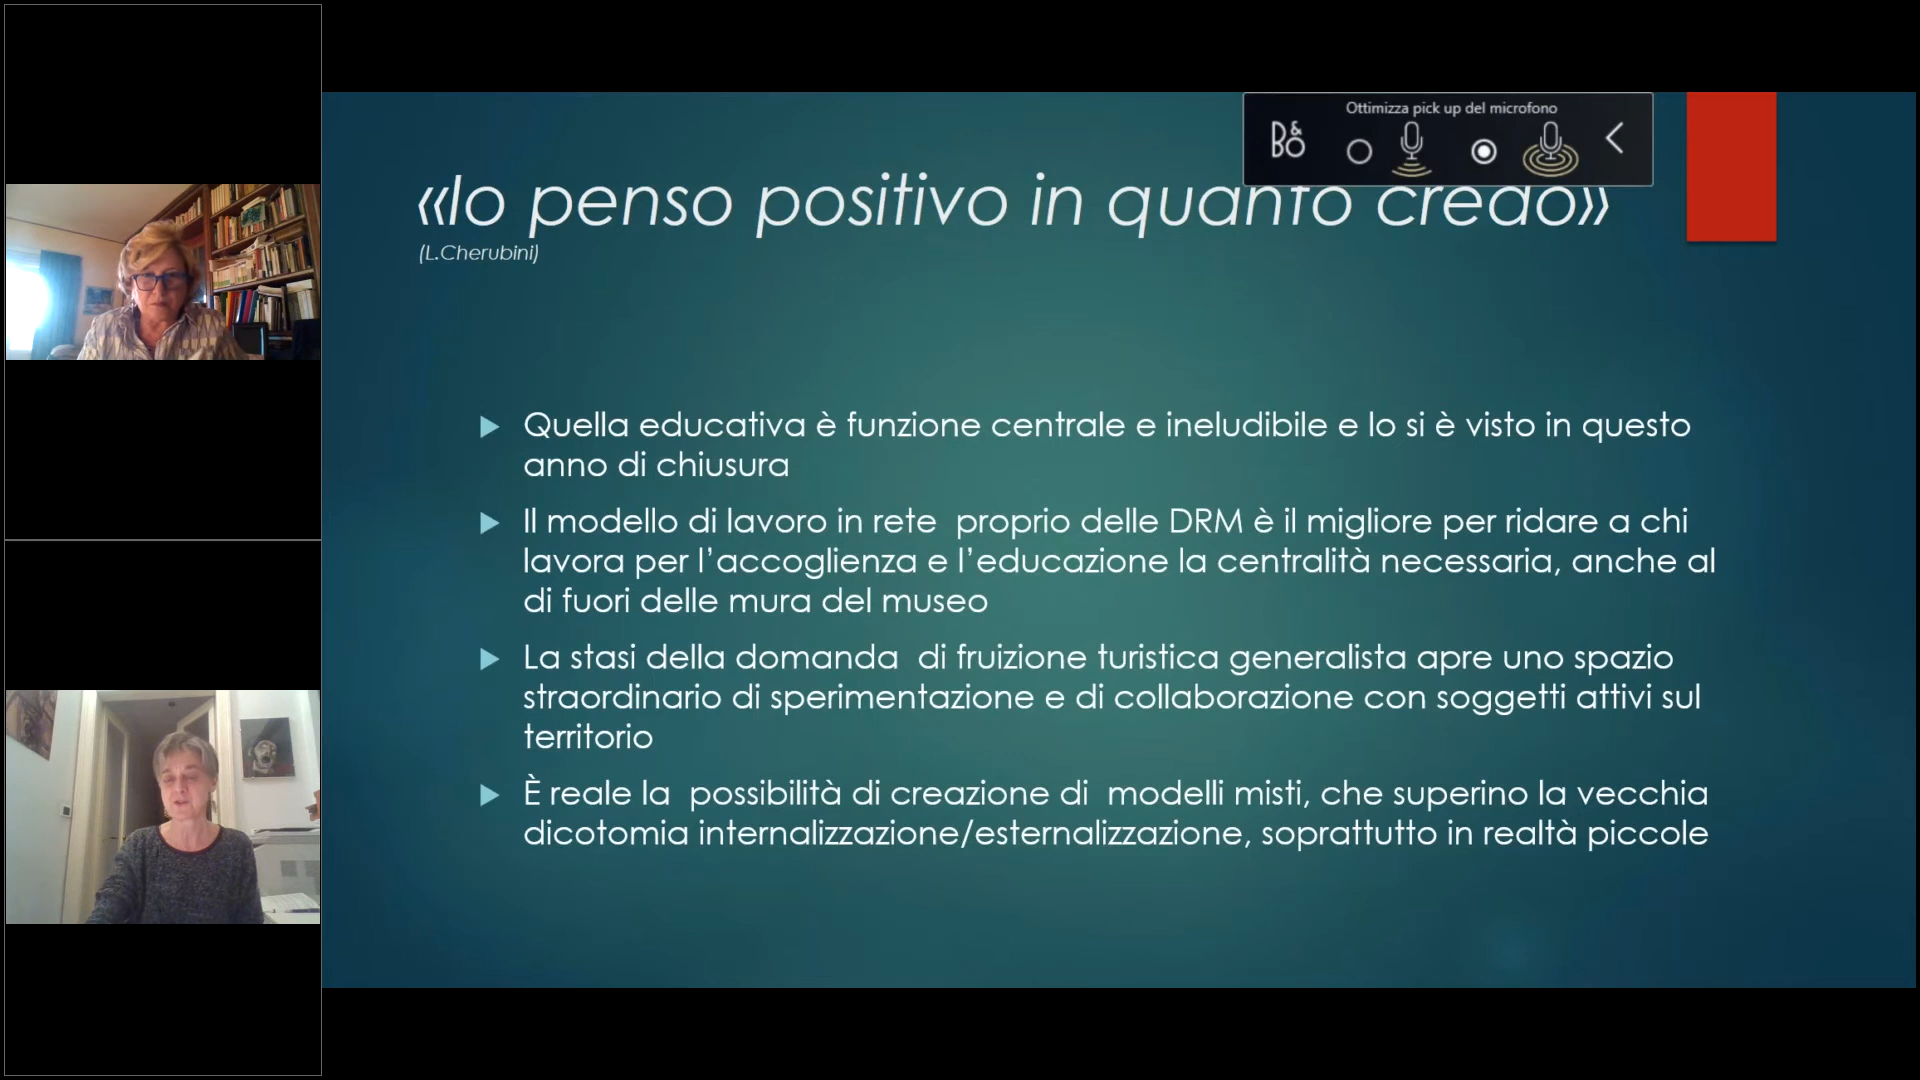 Ottimizza pick up del microfono
B&O
«Io penso positivo in quanto credo»
(L.Cherubini)
Quella educativa è funzione centrale e ineludibile e lo si è visto in questo
anno di chiusura
Il modello di lavoro in rete  proprio delle DRM è il migliore per ridare a chi
lavora per l’accoglienza e l’educazione la centralità necessaria, anche al
di fuori delle mura del museo
La stasi della domanda  di fruizione turistica generalista apre uno spazio
straordinario di sperimentazione e di collaborazione con soggetti attivi sul
territorio
È reale la  possibilità di creazione di  modelli misti, che superino la vecchia
dicotomia internalizzazione/esternalizzazione, soprattutto in realtà piccole